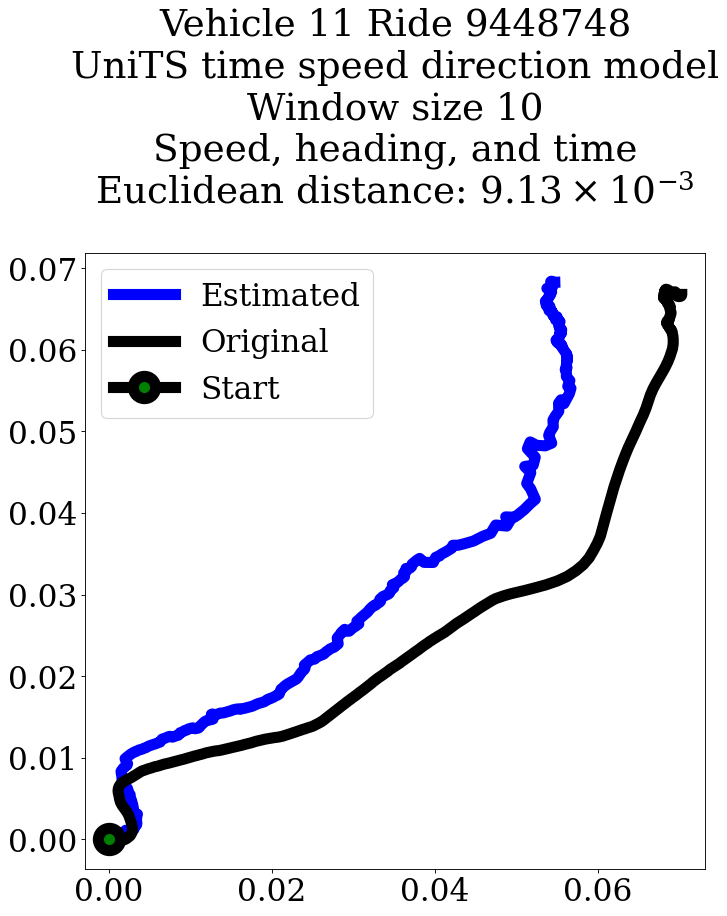 Vehicle 11 Ride 9448748
UniTS time speed direction model
Window size 10
Speed, heading, and time
Euclidean distance: 9.13 × 10⁻³
0.07
0.06
0.05
0.04
0.03
0.02
0.01
0.00
Estimated
Original
Start
0.00 0.02 0.04 0.06